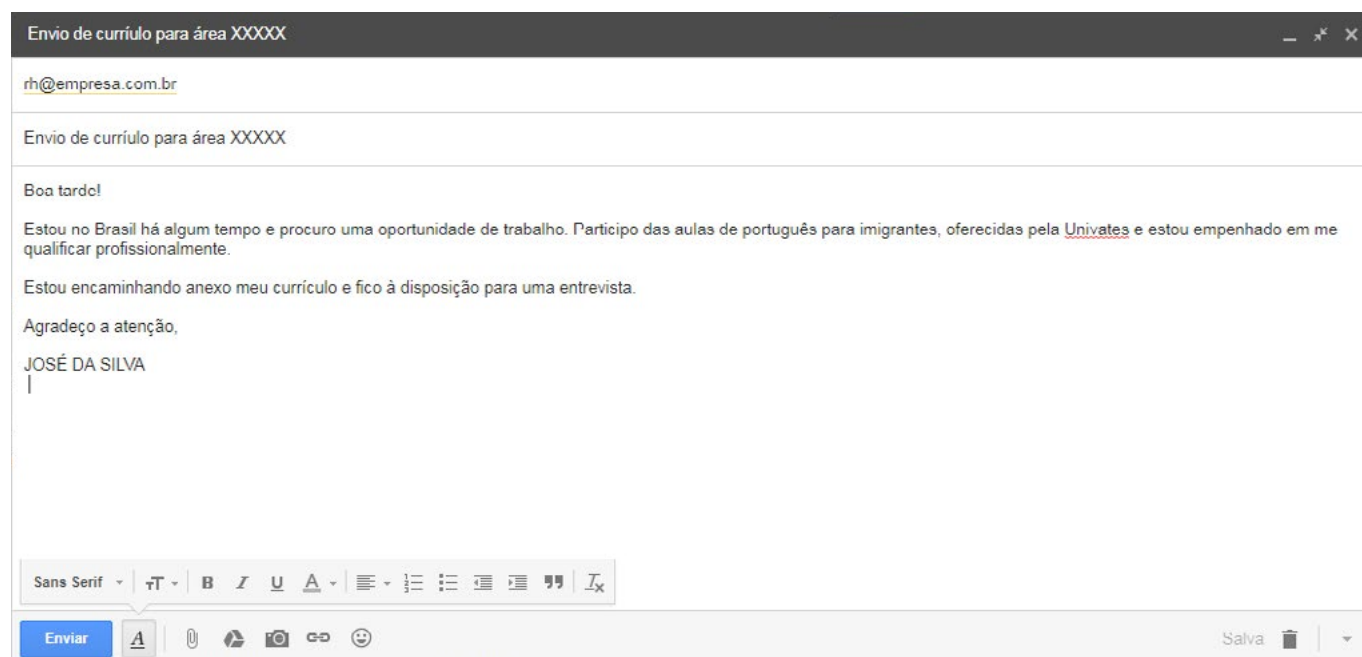 Envio de curríulo para área XXXXX
rh@empresa.com.br
Envio de curríulo para área XXXXX
Boa tarde!
Estou no Brasil há algum tempo e procuro uma oportunidade de trabalho. Participo das aulas de português para imigrantes, oferecidas pela Univates e estou empenhado em me
qualificar profissionalmente.
Estou encaminhando anexo meu currículo e fico à disposição para uma entrevista.
Agradeço a atenção,
JOSÉ DA SILVA
Sans Serif T B I U A Tx
Enviar A Salva